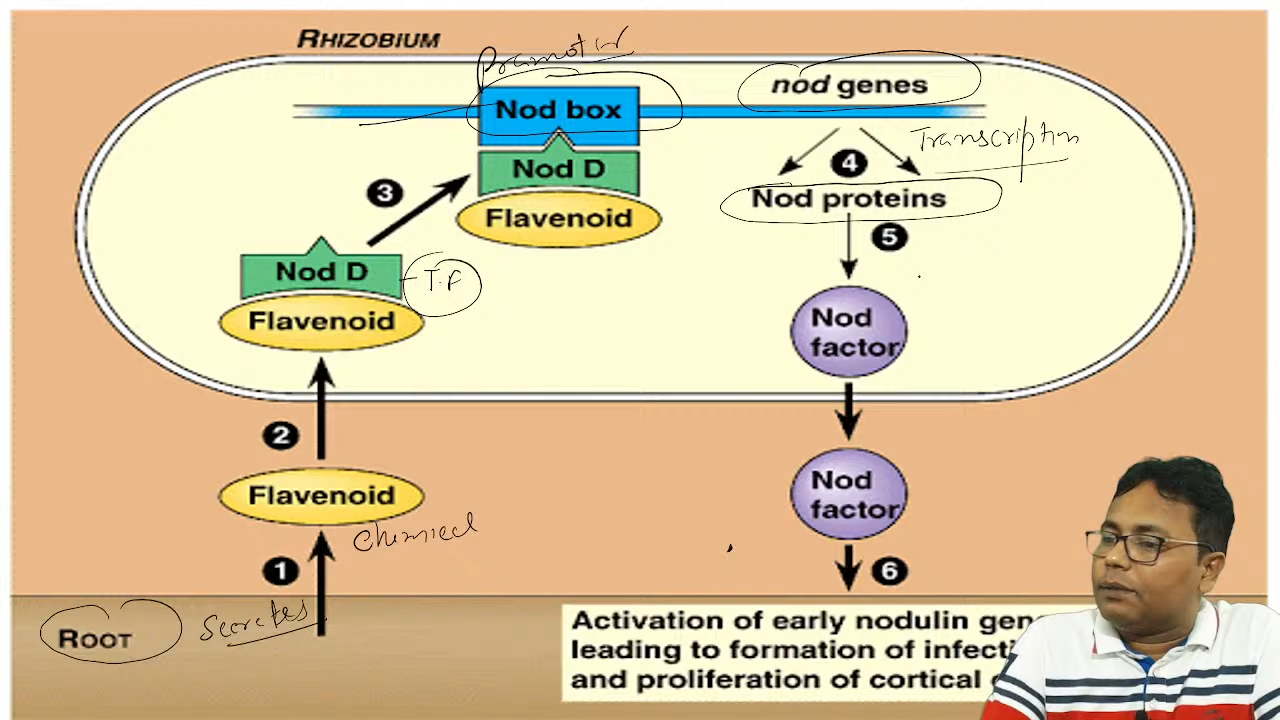 RHIZOBIUM
Promotor
nod genes
Nod box
Transcription
Nod D
4
3
Nod proteins
Flavenoid
5
Nod D
T.F
Flavenoid
Nod
factor
2
Flavenoid
Nod
factor
Chemical
1
6
ROOT
Secretes
Activation of early nodulin gen
leading to formation of infecti
and proliferation of cortical